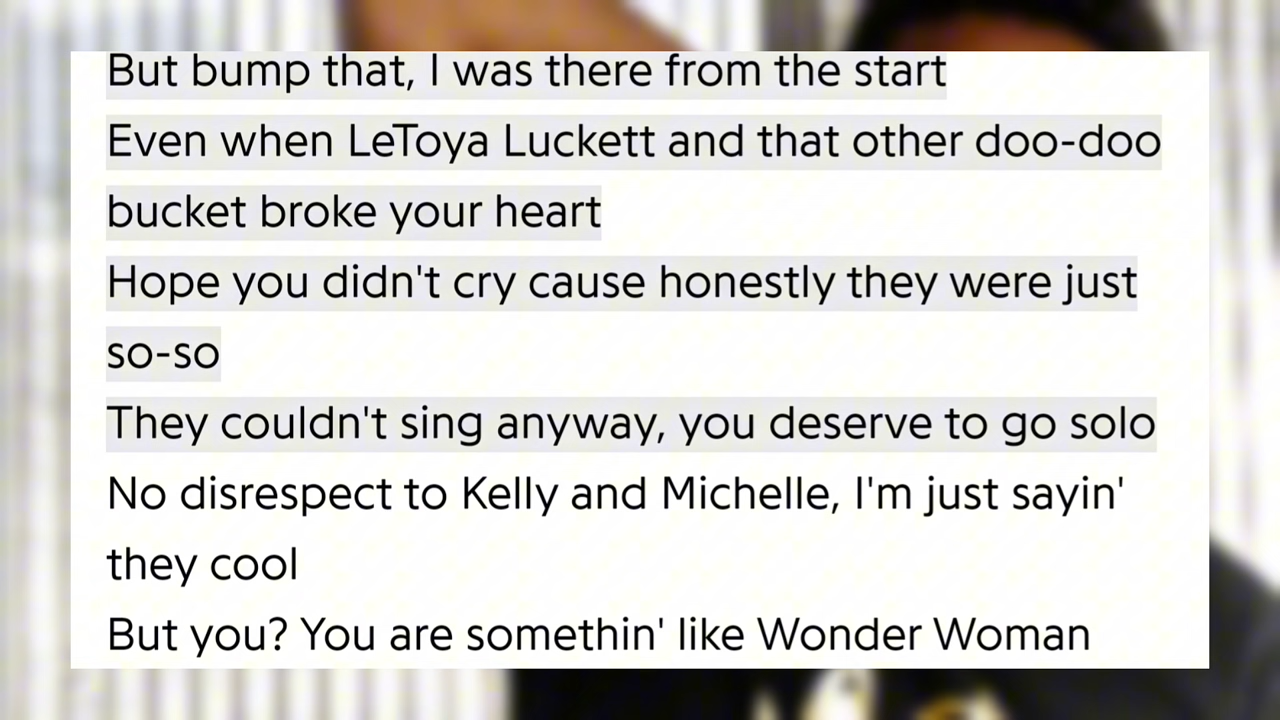 But bump that, I was there from the start
Even when LeToya Luckett and that other doo-doo
bucket broke your heart
Hope you didn't cry cause honestly they were just
so-so
They couldn't sing anyway, you deserve to go solo
No disrespect to Kelly and Michelle, I'm just sayin'
they cool
But you? You are somethin' like Wonder Woman